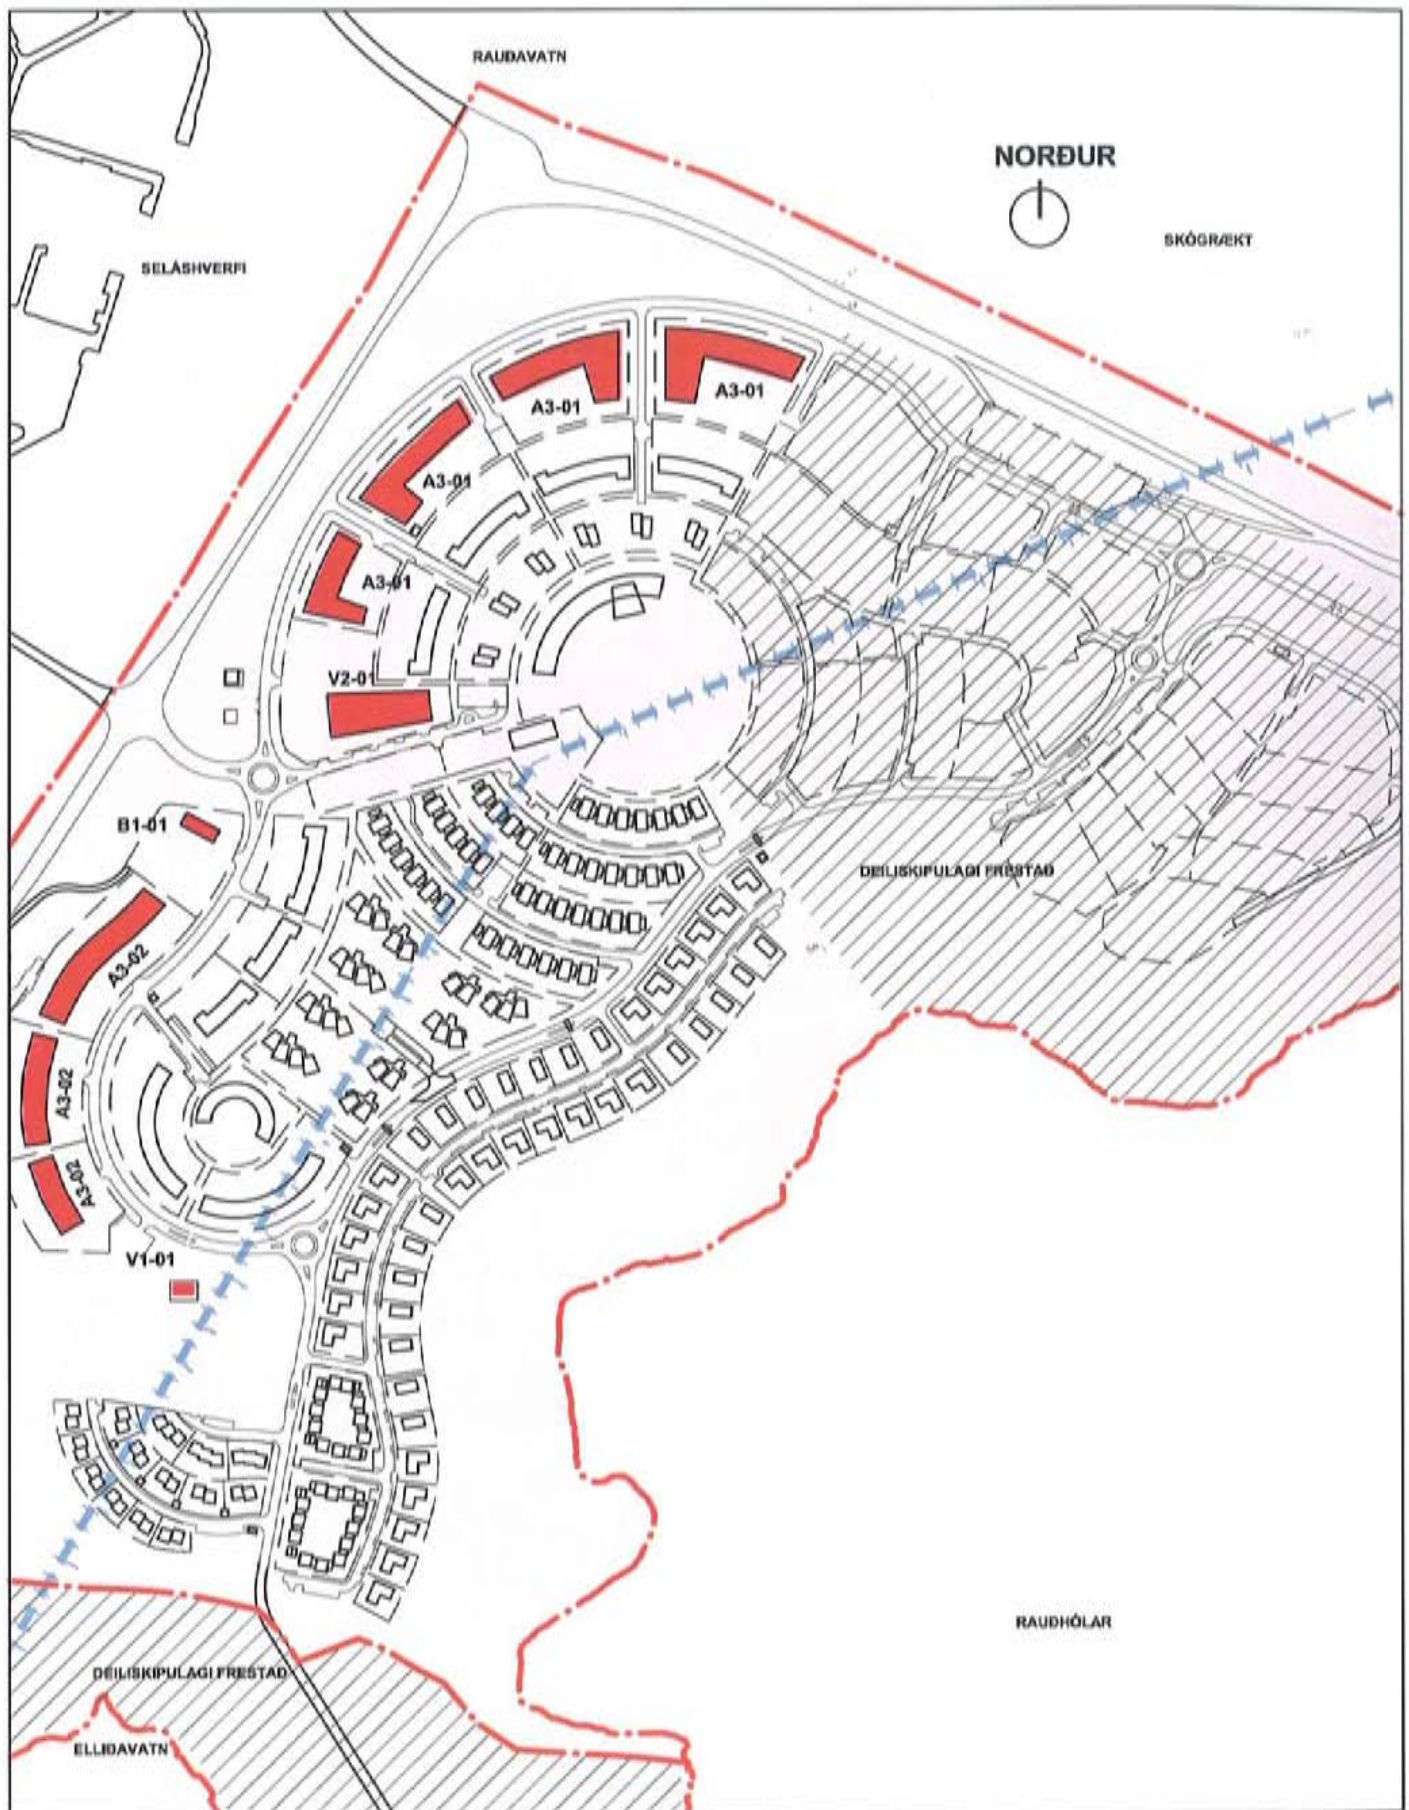 RAUÐAVATN
NORÐUR
SKÓGRÆKT
SELÁSHVERFI
A3-01
A3-01
A3-01
A3-01
V2-01
B1-01
DEILISKIPULAGI FRESTAÐ
A3-02
A3-02
A3-02
V1-01
RAUÐHÓLAR
DEILISKIPULAGI FRESTAÐ
ELLIÐAVATN